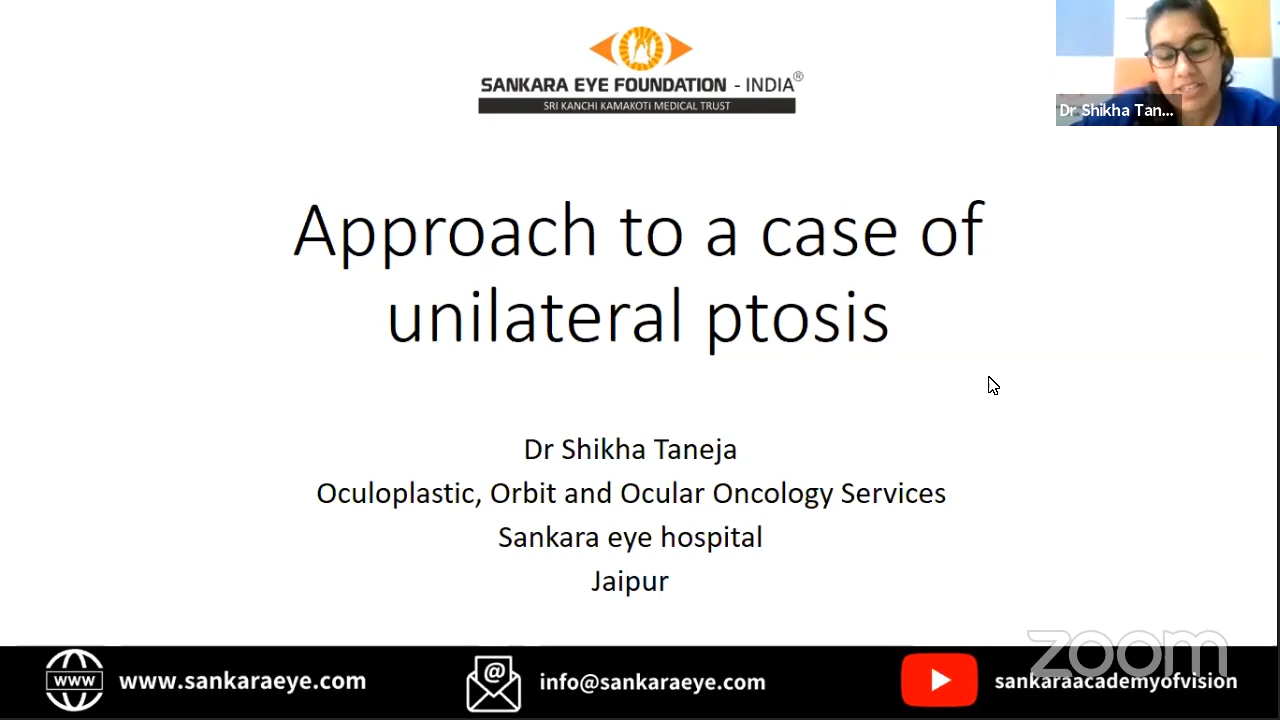 SANKARA EYE FOUNDATION - INDIA®
SRI KANCHI KAMAKOTI MEDICAL TRUST
Dr Shikha Tan...
Approach to a case of
unilateral ptosis
Dr Shikha Taneja
Oculoplastic, Orbit and Ocular Oncology Services
Sankara eye hospital
Jaipur
zoom
www
www.sankaraeye.com
@
info@sankaraeye.com
sankaraacademyofvision